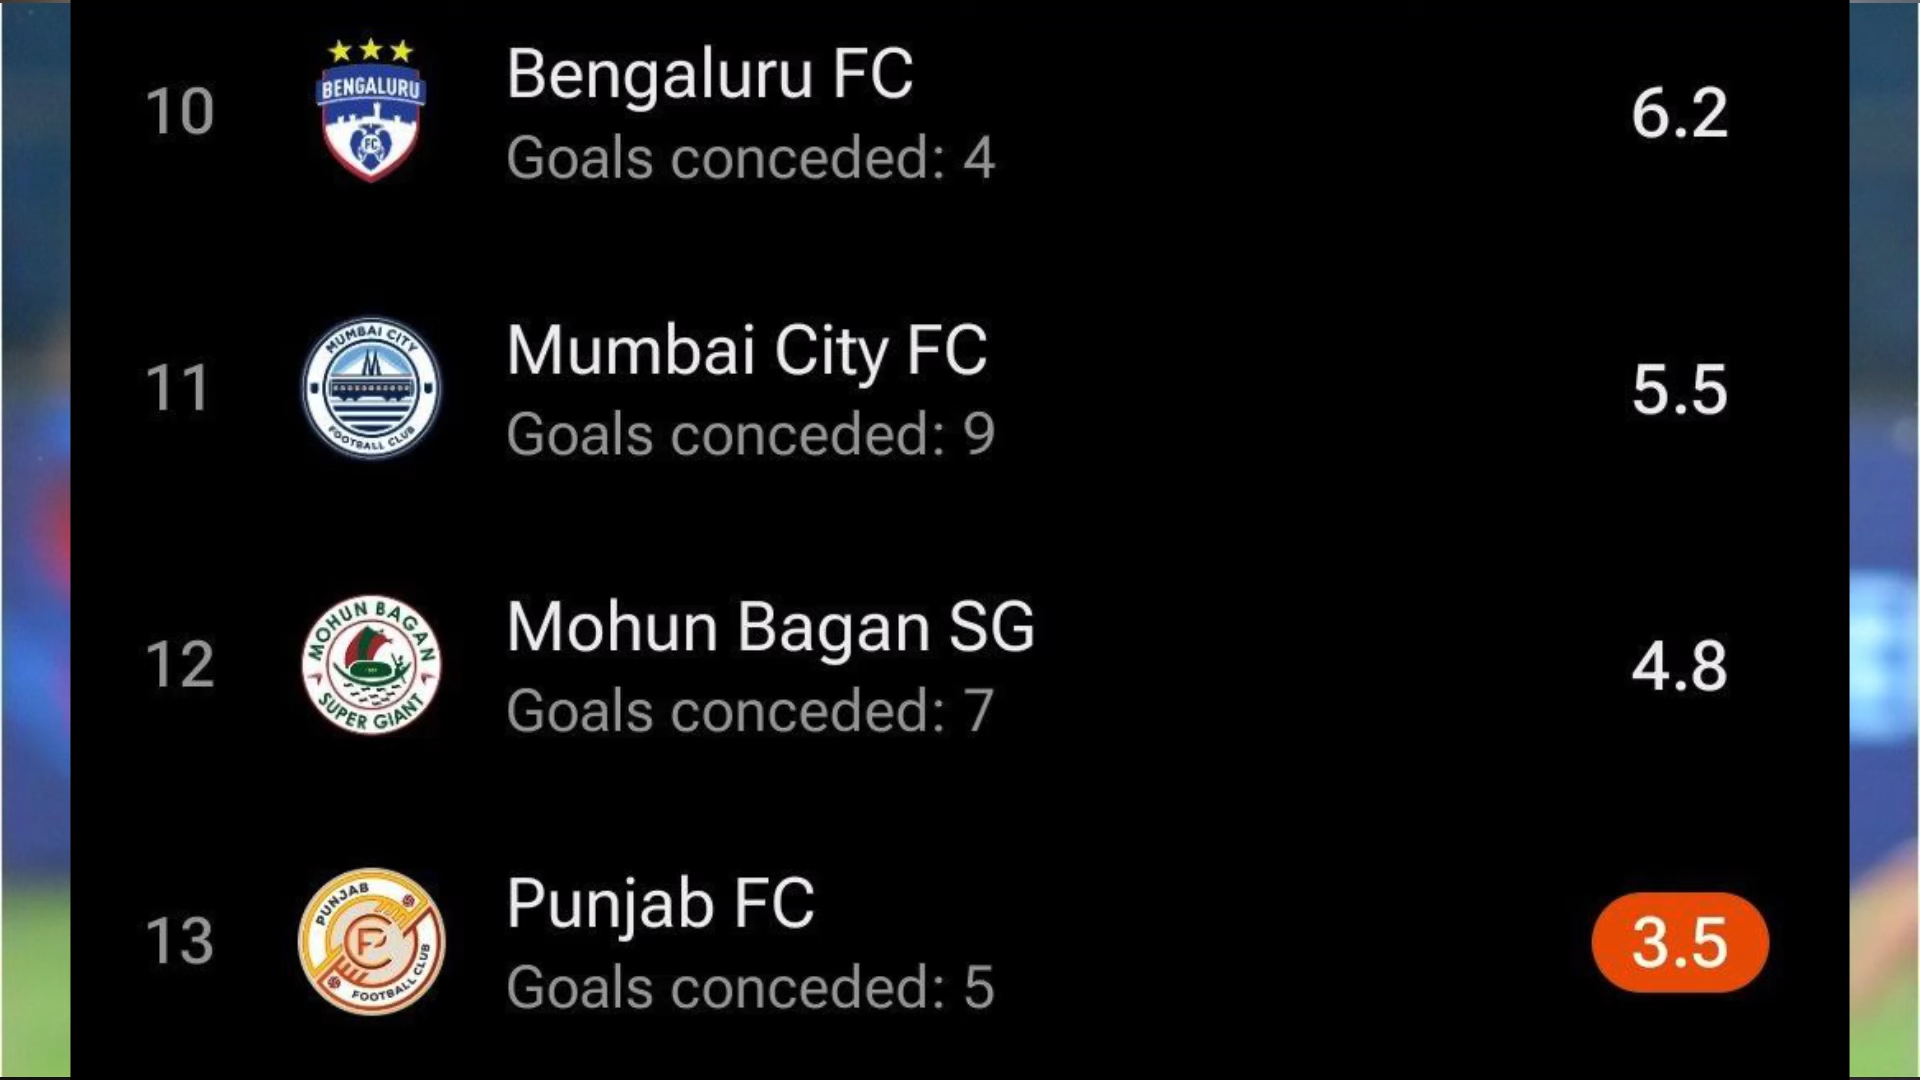 10
BENGALURU
FC
Bengaluru FC
Goals conceded: 4
6.2
11
MUMBAI CITY
FOOTBALL CLUB
Mumbai City FC
Goals conceded: 9
5.5
12
MOHUN BAGAN
SUPER GIANT
Mohun Bagan SG
Goals conceded: 7
4.8
13
PUNJAB
FC
FOOTBALL CLUB
Punjab FC
Goals conceded: 5
3.5